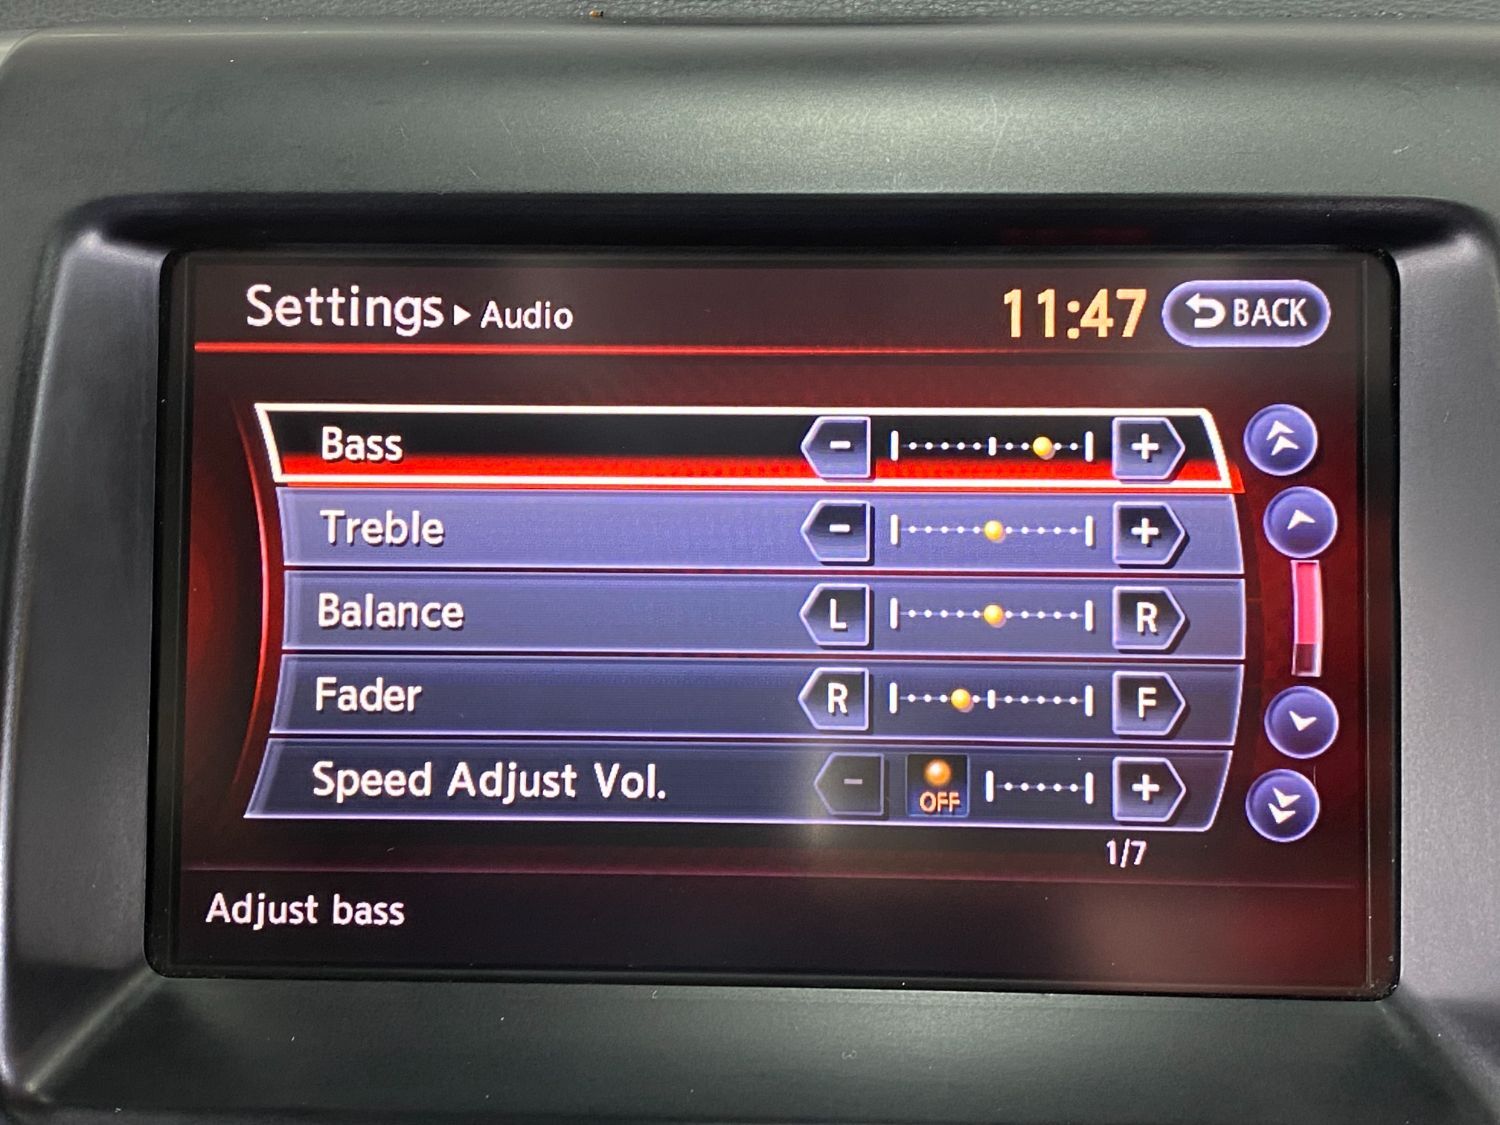 Settings ▸ Audio 11:47 BACK
Bass - +
Treble - +
Balance L R
Fader R F
Speed Adjust Vol. - OFF +
1/7
Adjust bass